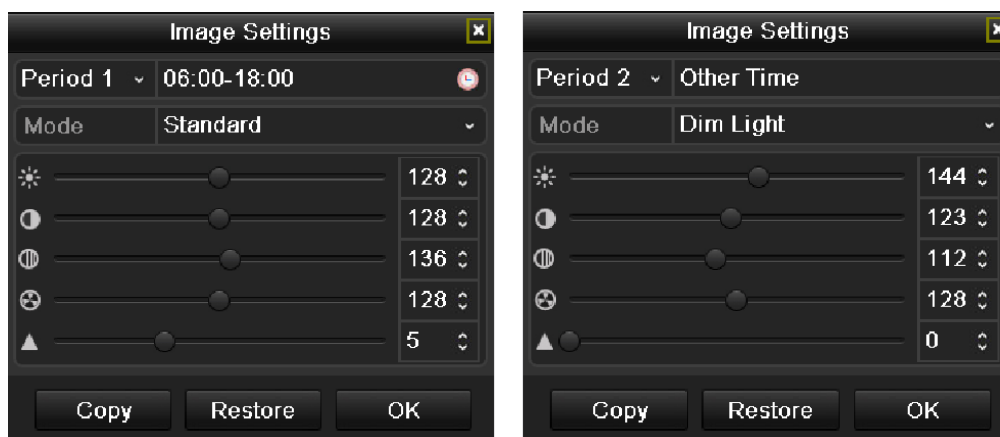 Image Settings
Period 1 06:00-18:00
Mode Standard
128
128
136
128
5
Copy Restore OK
Image Settings
Period 2 Other Time
Mode Dim Light
144
123
112
128
0
Copy Restore OK